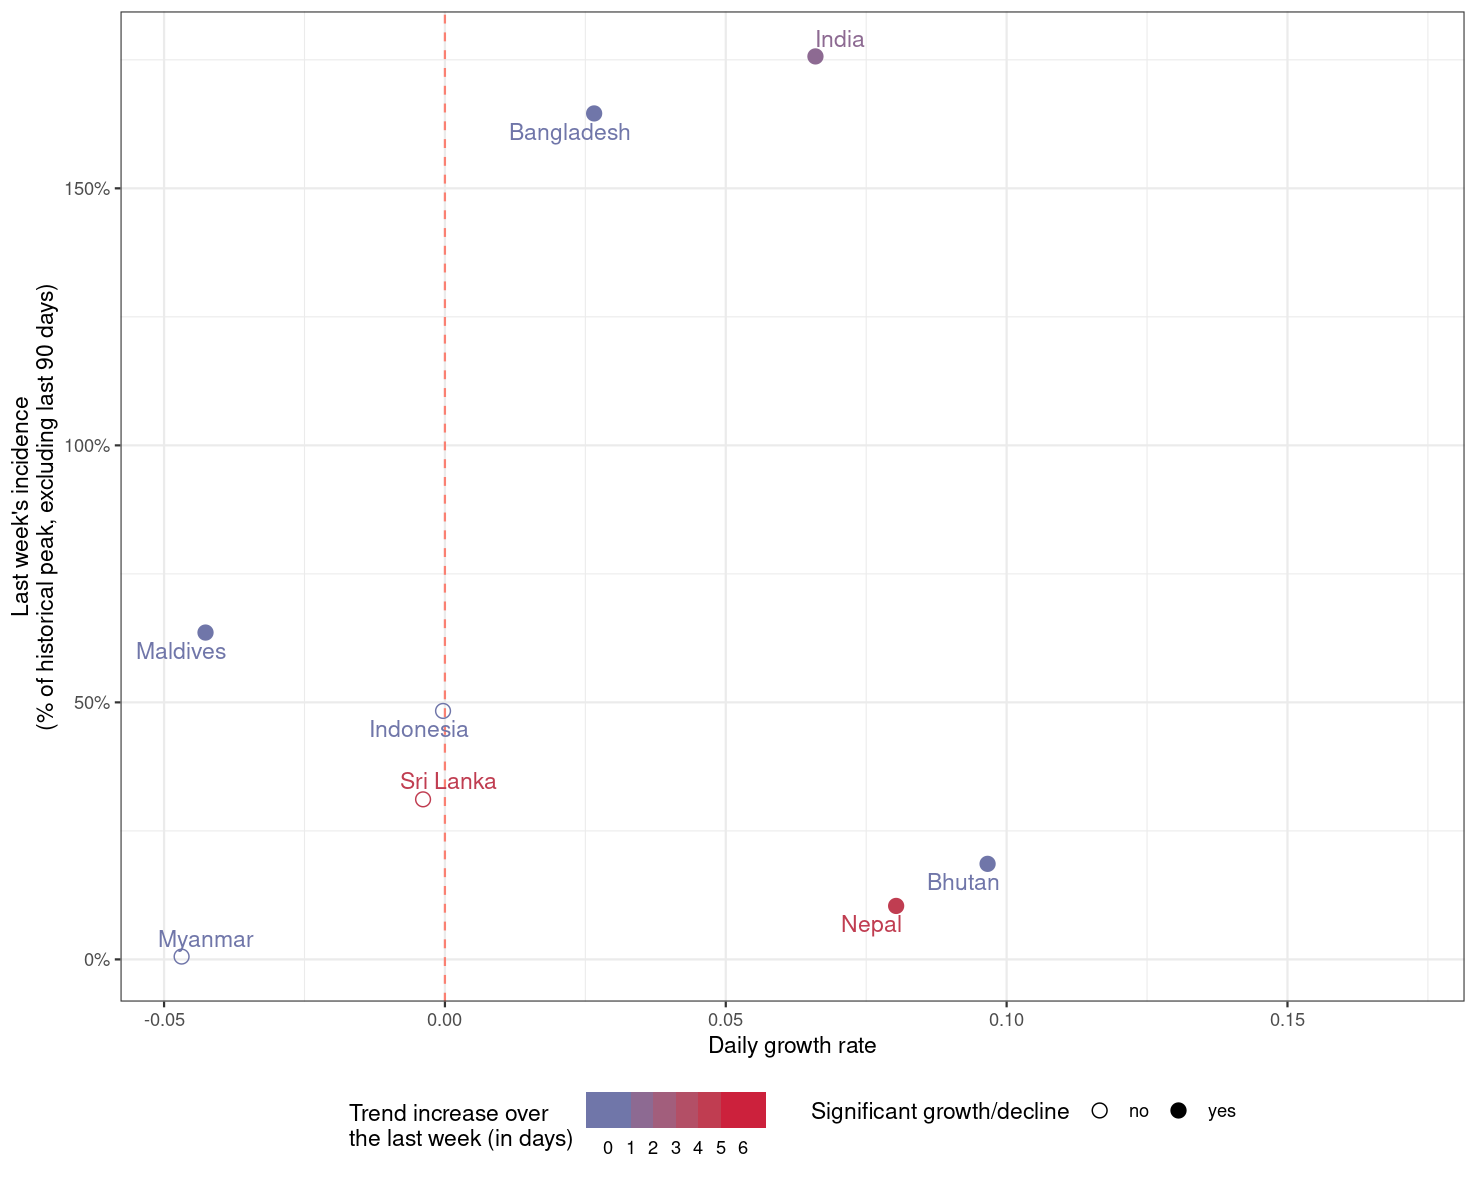 India
Bangladesh
150%
100%
Last week's incidence
(% of historical peak, excluding last 90 days)
Maldives
50%
Indonesia
Sri Lanka
Bhutan
Nepal
Myanmar
0%
-0.05 0.00 0.05 0.10 0.15
Daily growth rate
Trend increase over
the last week (in days)
0 1 2 3 4 5 6
Significant growth/decline no yes